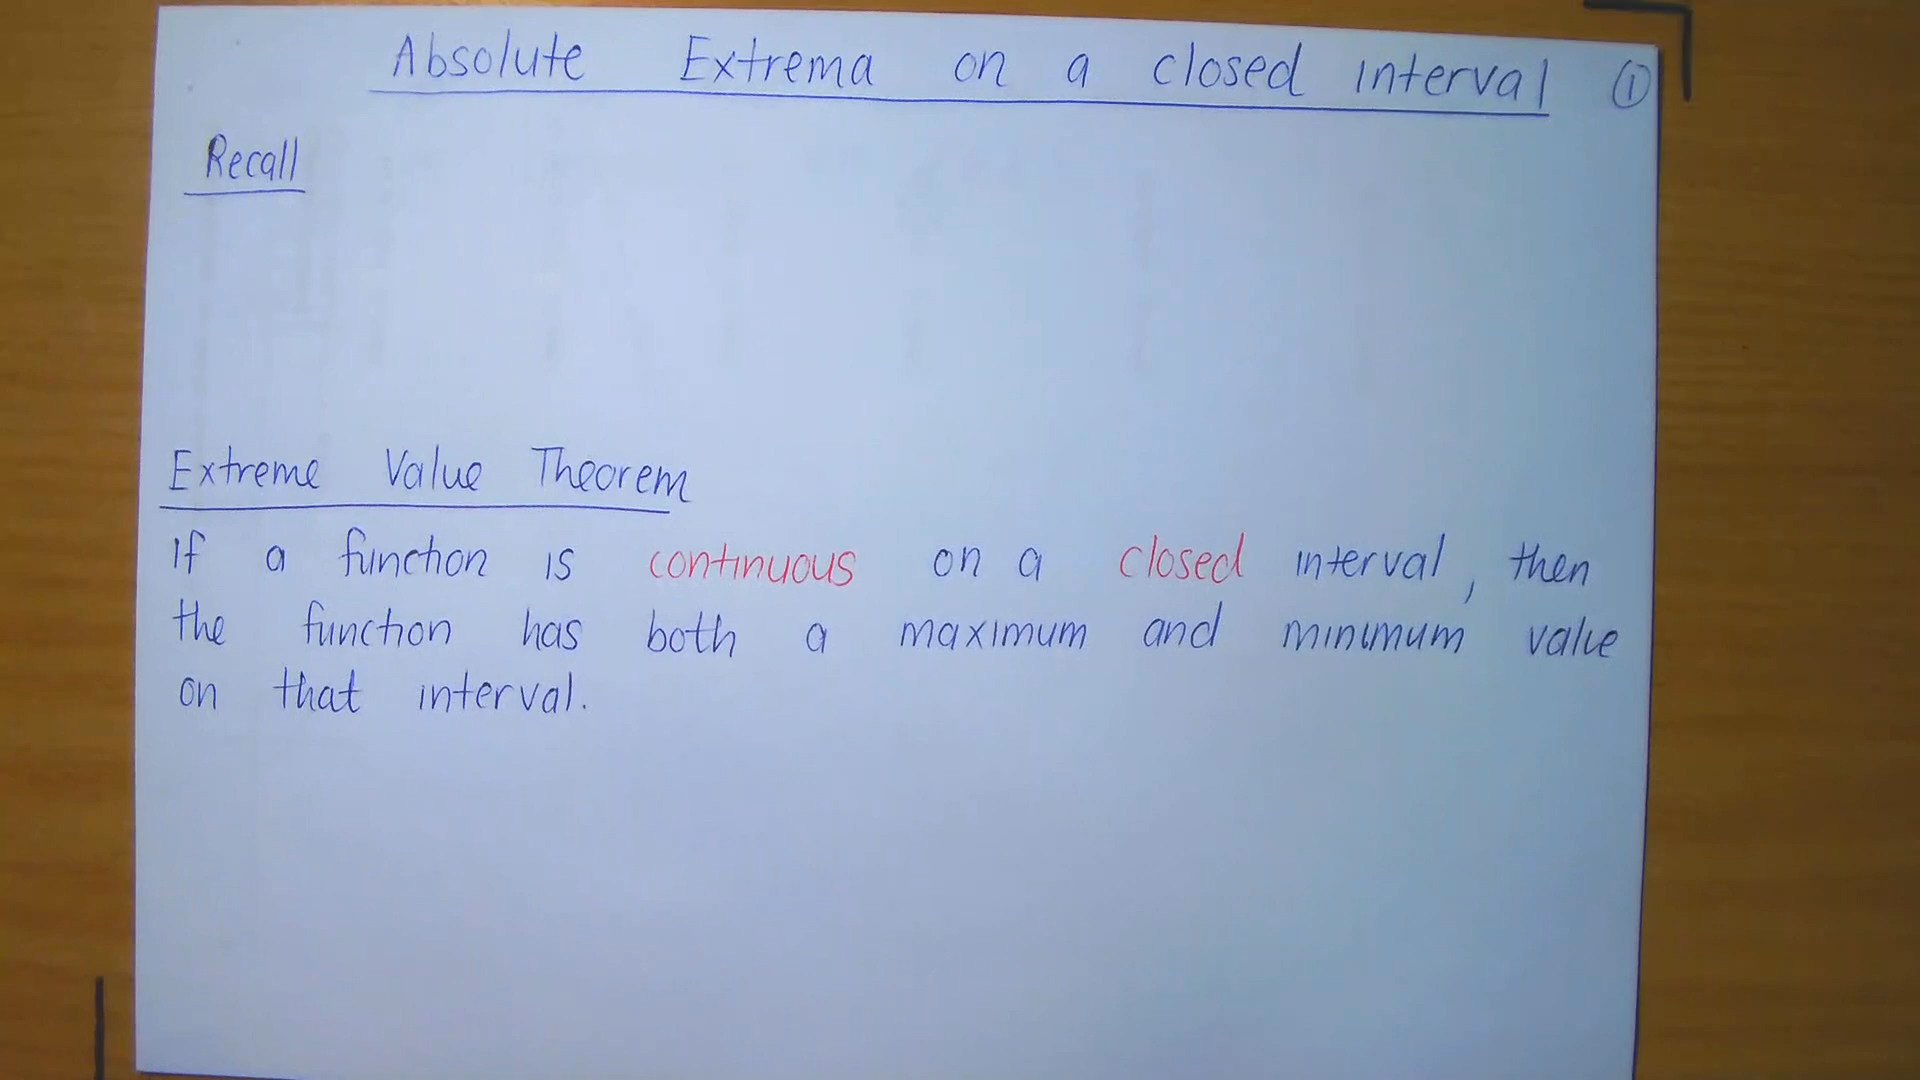 Absolute Extrema on a closed interval ①
Recall
Extreme Value Theorem
If a function is continuous on a closed interval, then
the function has both a maximum and minimum value
on that interval.